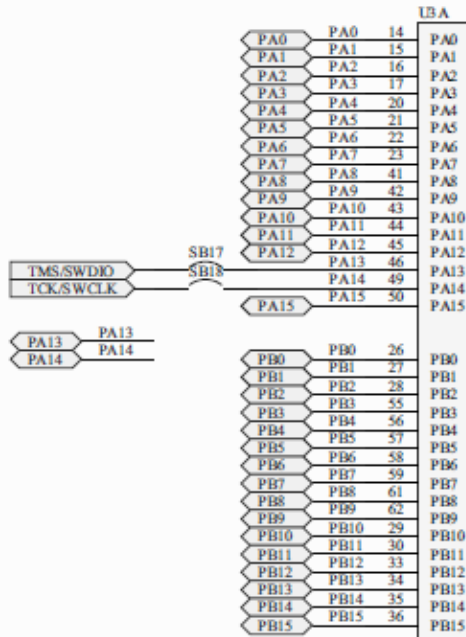 U3A
PA0 PA0 14 PA0
PA1 PA1 15 PA1
PA2 PA2 16 PA2
PA3 PA3 17 PA3
PA4 PA4 20 PA4
PA5 PA5 21 PA5
PA6 PA6 22 PA6
PA7 PA7 23 PA7
PA8 PA8 41 PA8
PA9 PA9 42 PA9
PA10 PA10 43 PA10
PA11 PA11 44 PA11
PA12 PA12 45 PA12
SB17
TMS/SWDIO PA13 46 PA13
SB18
TCK/SWCLK PA14 49 PA14
PA15 PA15 50 PA15
PA13 PA13
PA14 PA14
PB0 PB0 26 PB0
PB1 PB1 27 PB1
PB2 PB2 28 PB2
PB3 PB3 55 PB3
PB4 PB4 56 PB4
PB5 PB5 57 PB5
PB6 PB6 58 PB6
PB7 PB7 59 PB7
PB8 PB8 61 PB8
PB9 PB9 62 PB9
PB10 PB10 29 PB10
PB11 PB11 30 PB11
PB12 PB12 33 PB12
PB13 PB13 34 PB13
PB14 PB14 35 PB14
PB15 PB15 36 PB15